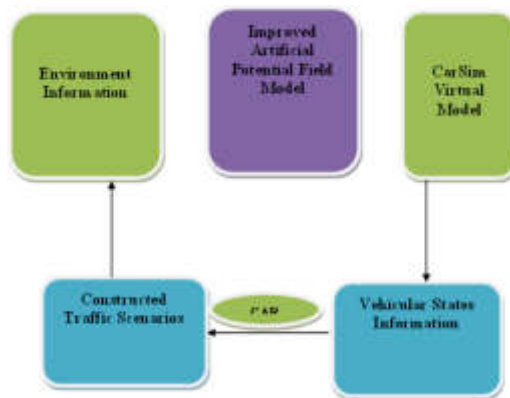 Environment
Information
Improved
Artificial
Potential Field
Model
CarSim
Virtual
Model
Constructed
Traffic Scenarios
Vehicular States
Information